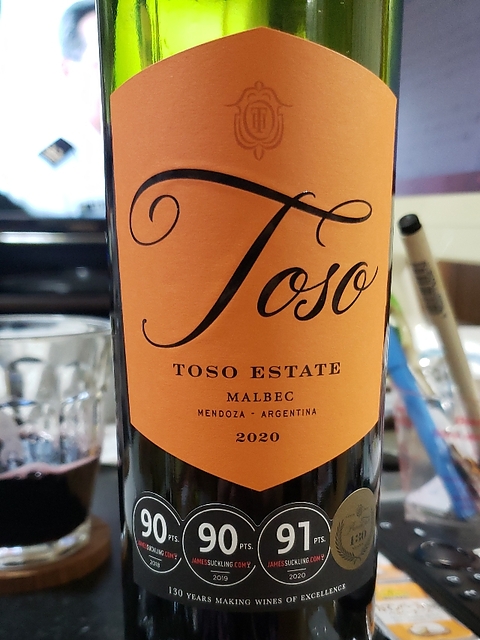 Toso
TOSO ESTATE
MALBEC
MENDOZA - ARGENTINA
2020
90 PTS.
JAMESSUCKLING.COM
2018
90 PTS.
JAMESSUCKLING.COM
2019
91 PTS.
JAMESSUCKLING.COM
2020
130 YEARS MAKING WINES OF EXCELLENCE